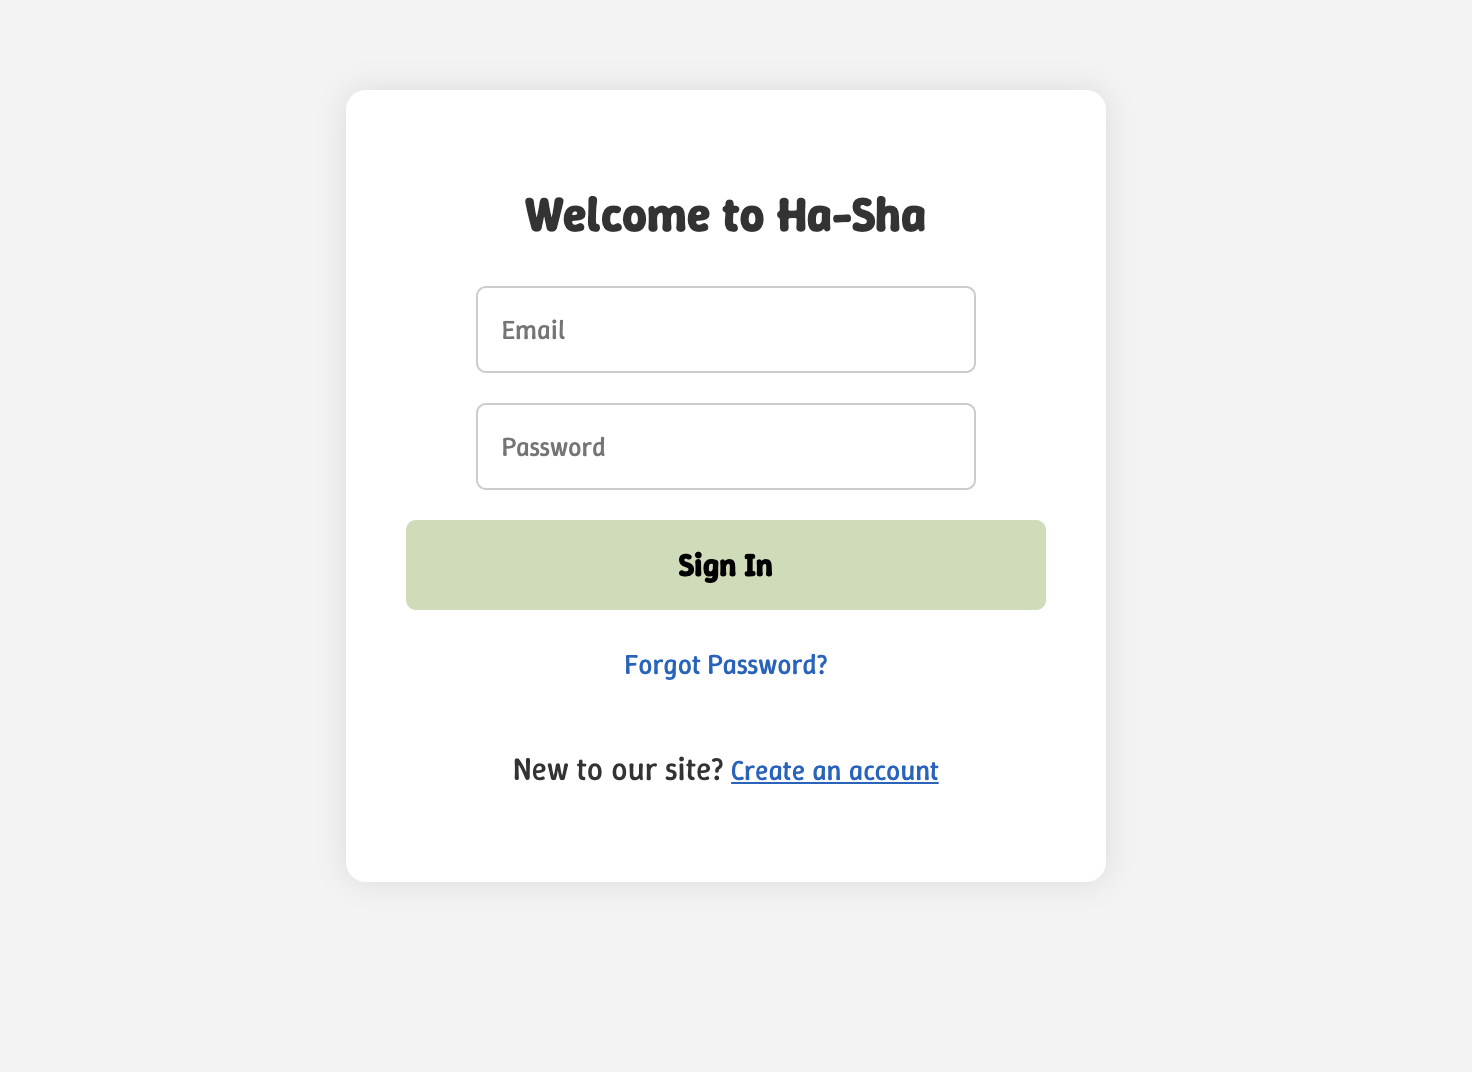 Welcome to Ha-Sha
Email
Password
Sign In
Forgot Password?
New to our site? Create an account